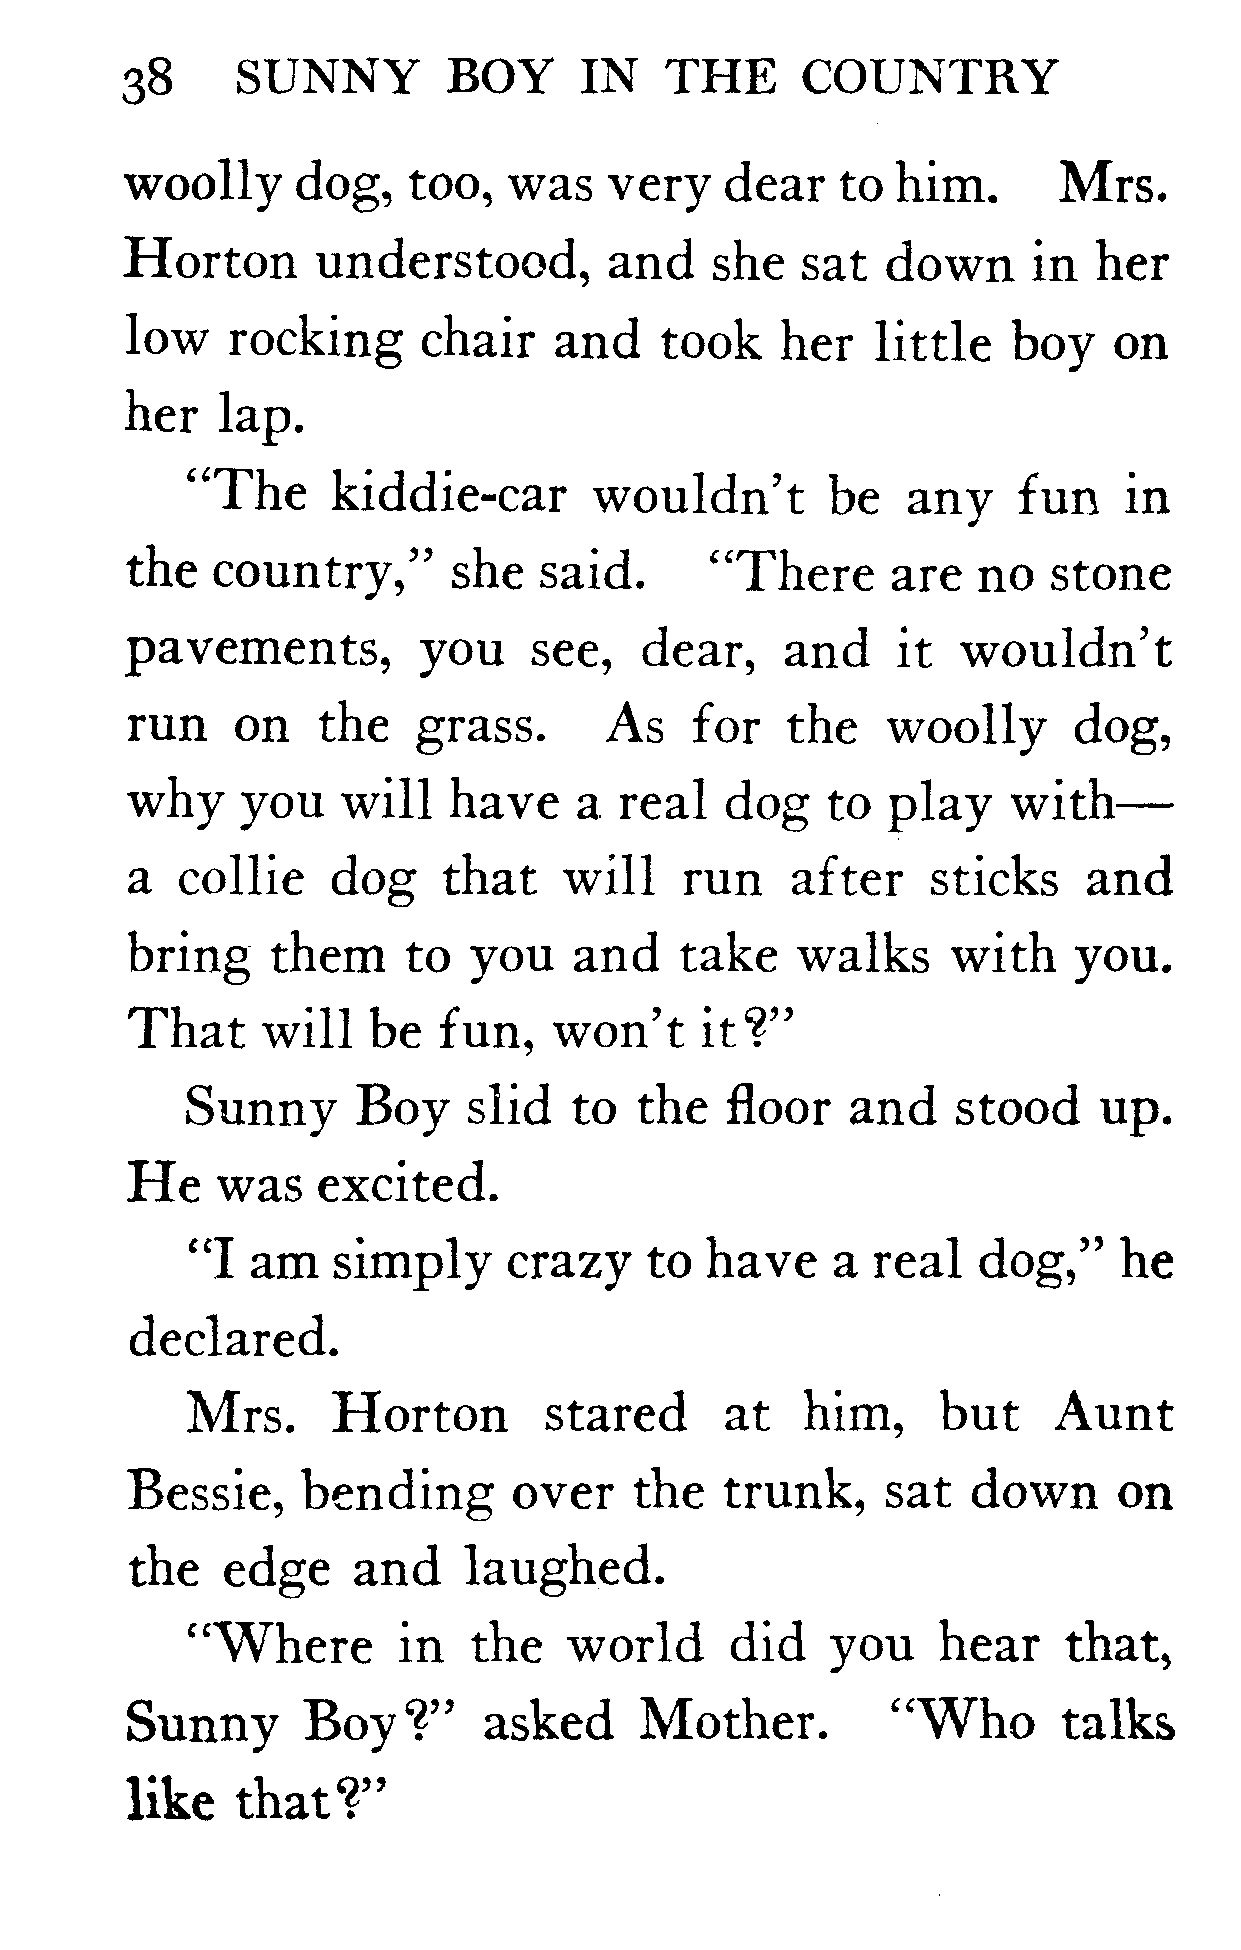 38 SUNNY BOY IN THE COUNTRY
woolly dog, too, was very dear to him. Mrs.
Horton understood, and she sat down in her
low rocking chair and took her little boy on
her lap.
"The kiddie-car wouldn't be any fun in
the country," she said. "There are no stone
pavements, you see, dear, and it wouldn't
run on the grass. As for the woolly dog,
why you will have a real dog to play with—
a collie dog that will run after sticks and
bring them to you and take walks with you.
That will be fun, won't it?"
Sunny Boy slid to the floor and stood up.
He was excited.
"I am simply crazy to have a real dog," he
declared.
Mrs. Horton stared at him, but Aunt
Bessie, bending over the trunk, sat down on
the edge and laughed.
"Where in the world did you hear that,
Sunny Boy?" asked Mother. "Who talks
like that?"